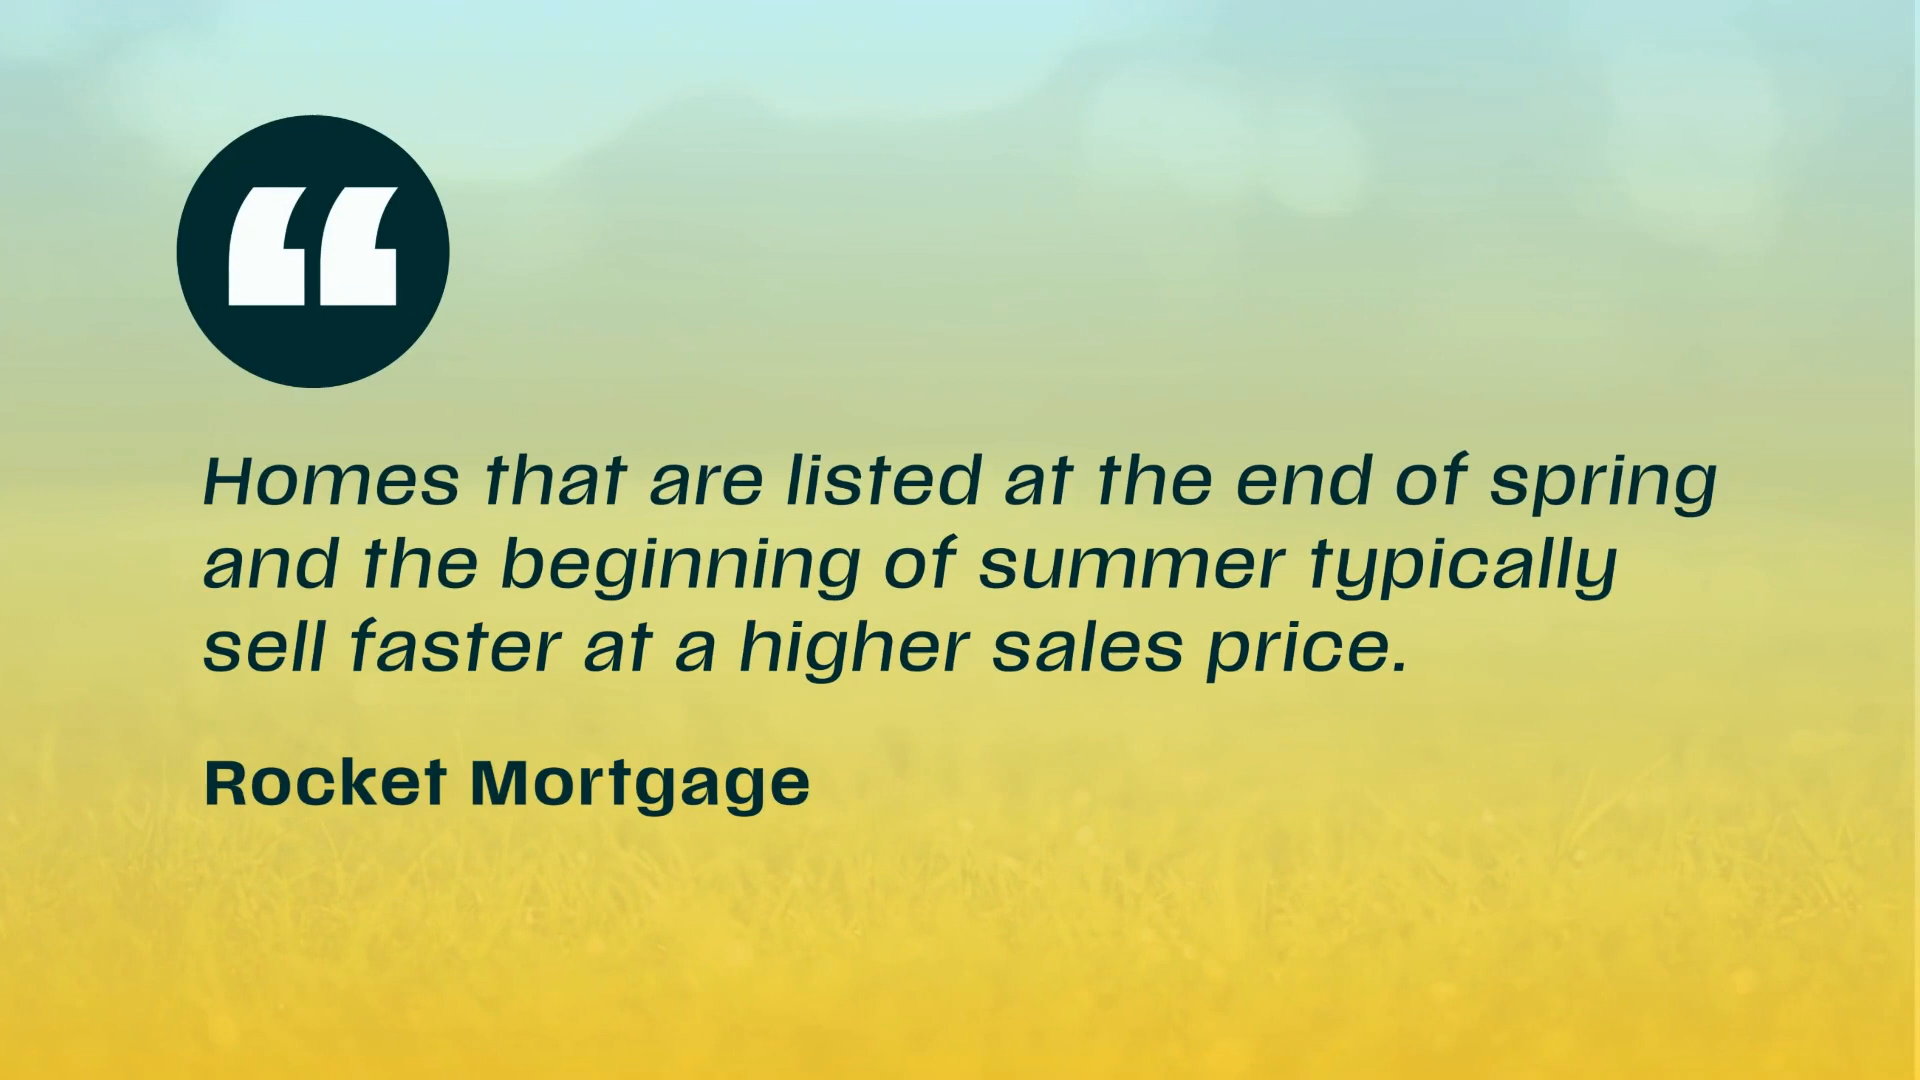 “
Homes that are listed at the end of spring
and the beginning of summer typically
sell faster at a higher sales price.
Rocket Mortgage